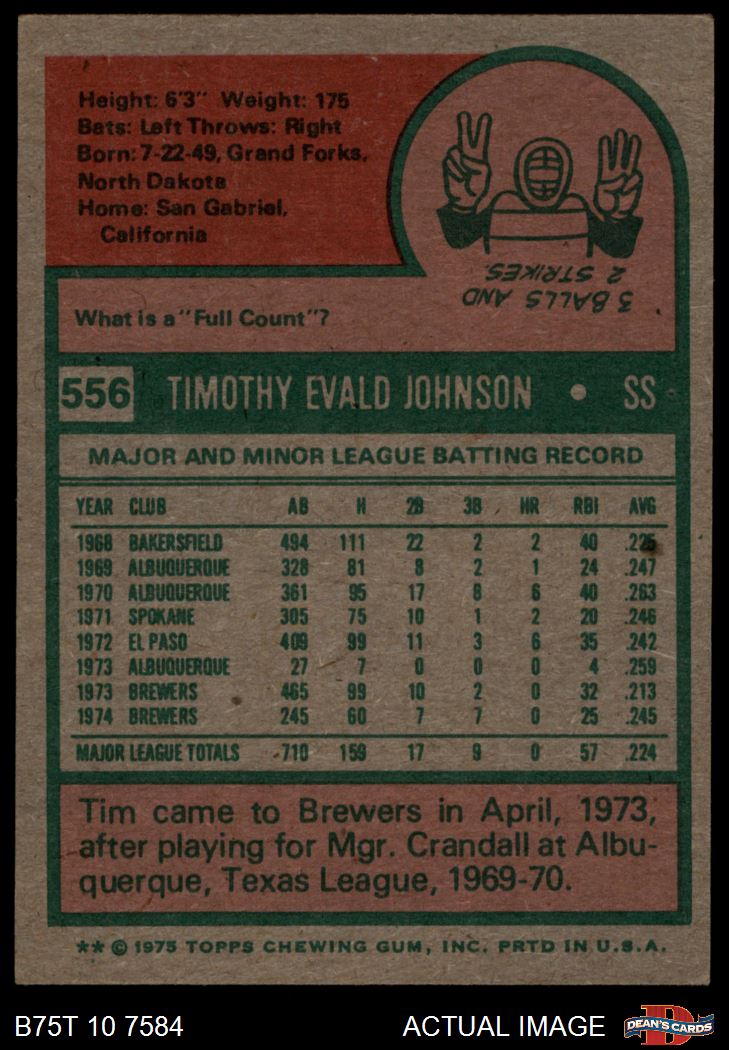 Height: 6'3" Weight: 175
Bats: Left Throws: Right
Born: 7-22-49, Grand Forks,
North Dakota
Home: San Gabriel,
California
What is a "Full Count"?
3 BALLS AND
2 STRIKES.
556 TIMOTHY EVALD JOHNSON • SS
MAJOR AND MINOR LEAGUE BATTING RECORD
YEAR CLUB AB H 2B 3B HR RBI AVG
1968 BAKERSFIELD 494 111 22 2 2 40 .225
1969 ALBUQUERQUE 328 81 8 2 1 24 .247
1970 ALBUQUERQUE 361 95 17 8 6 40 .263
1971 SPOKANE 305 75 10 1 2 20 .246
1972 EL PASO 409 99 11 3 6 35 .242
1973 ALBUQUERQUE 27 7 0 0 0 4 .259
1973 BREWERS 465 99 10 2 0 32 .213
1974 BREWERS 245 60 7 7 0 25 .245
MAJOR LEAGUE TOTALS 710 159 17 9 0 57 .224
Tim came to Brewers in April, 1973,
after playing for Mgr. Crandall at Albu-
querque, Texas League, 1969-70.
** © 1975 TOPPS CHEWING GUM, INC. PRTD IN U.S.A.
B75T 10 7584 ACTUAL IMAGE D DEAN'S CARDS